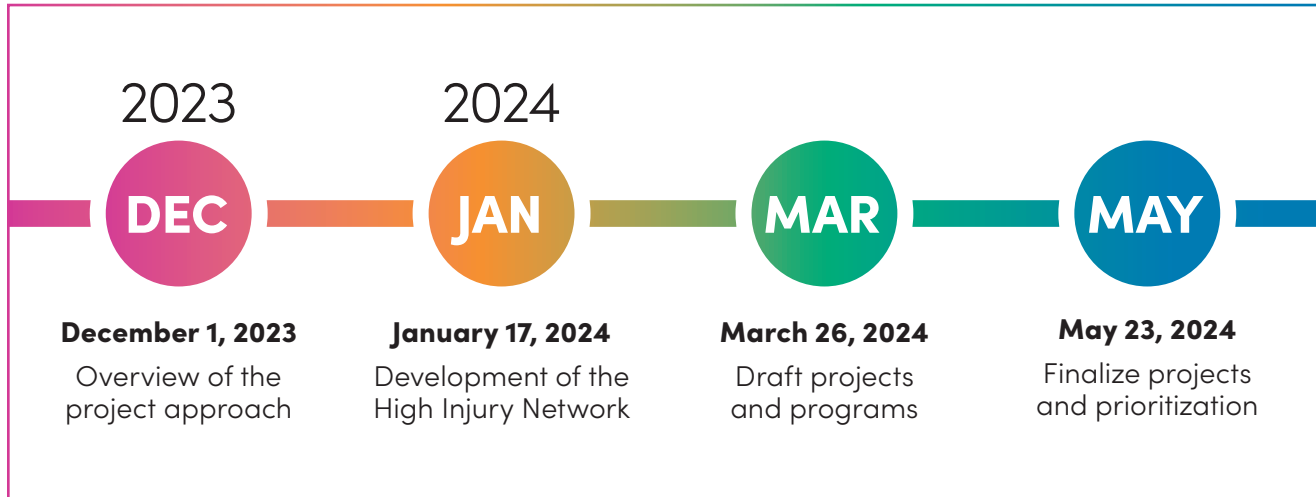 2023
2024
DEC
JAN
MAR
MAY
December 1, 2023
Overview of the
project approach
January 17, 2024
Development of the
High Injury Network
March 26, 2024
Draft projects
and programs
May 23, 2024
Finalize projects
and prioritization